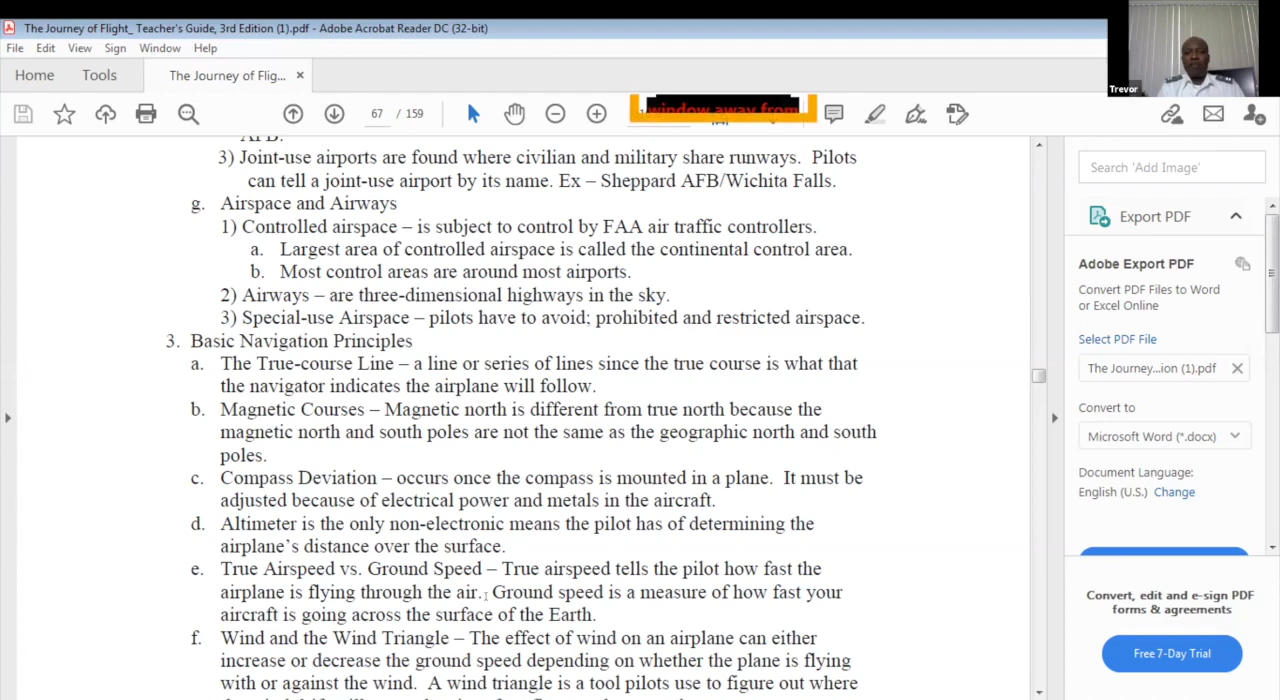 The Journey of Flight_ Teacher's Guide, 3rd Edition (1).pdf - Adobe Acrobat Reader DC (32-bit)
File Edit View Sign Window Help
Home Tools The Journey of Flig... ×
67 / 159
window away from
Trevor
AFB.
3) Joint-use airports are found where civilian and military share runways. Pilots
can tell a joint-use airport by its name. Ex – Sheppard AFB/Wichita Falls.
g. Airspace and Airways
1) Controlled airspace – is subject to control by FAA air traffic controllers.
a. Largest area of controlled airspace is called the continental control area.
b. Most control areas are around most airports.
2) Airways – are three-dimensional highways in the sky.
3) Special-use Airspace – pilots have to avoid; prohibited and restricted airspace.
3. Basic Navigation Principles
a. The True-course Line – a line or series of lines since the true course is what that
the navigator indicates the airplane will follow.
b. Magnetic Courses – Magnetic north is different from true north because the
magnetic north and south poles are not the same as the geographic north and south
poles.
c. Compass Deviation – occurs once the compass is mounted in a plane. It must be
adjusted because of electrical power and metals in the aircraft.
d. Altimeter is the only non-electronic means the pilot has of determining the
airplane's distance over the surface.
e. True Airspeed vs. Ground Speed – True airspeed tells the pilot how fast the
airplane is flying through the air. Ground speed is a measure of how fast your
aircraft is going across the surface of the Earth.
f. Wind and the Wind Triangle – The effect of wind on an airplane can either
increase or decrease the ground speed depending on whether the plane is flying
with or against the wind. A wind triangle is a tool pilots use to figure out where
Search 'Add Image'
Export PDF
Adobe Export PDF
Convert PDF Files to Word
or Excel Online
Select PDF File
The Journey...ion (1).pdf ×
Convert to
Microsoft Word (*.docx)
Document Language:
English (U.S.) Change
Convert, edit and e-sign PDF
forms & agreements
Free 7-Day Trial